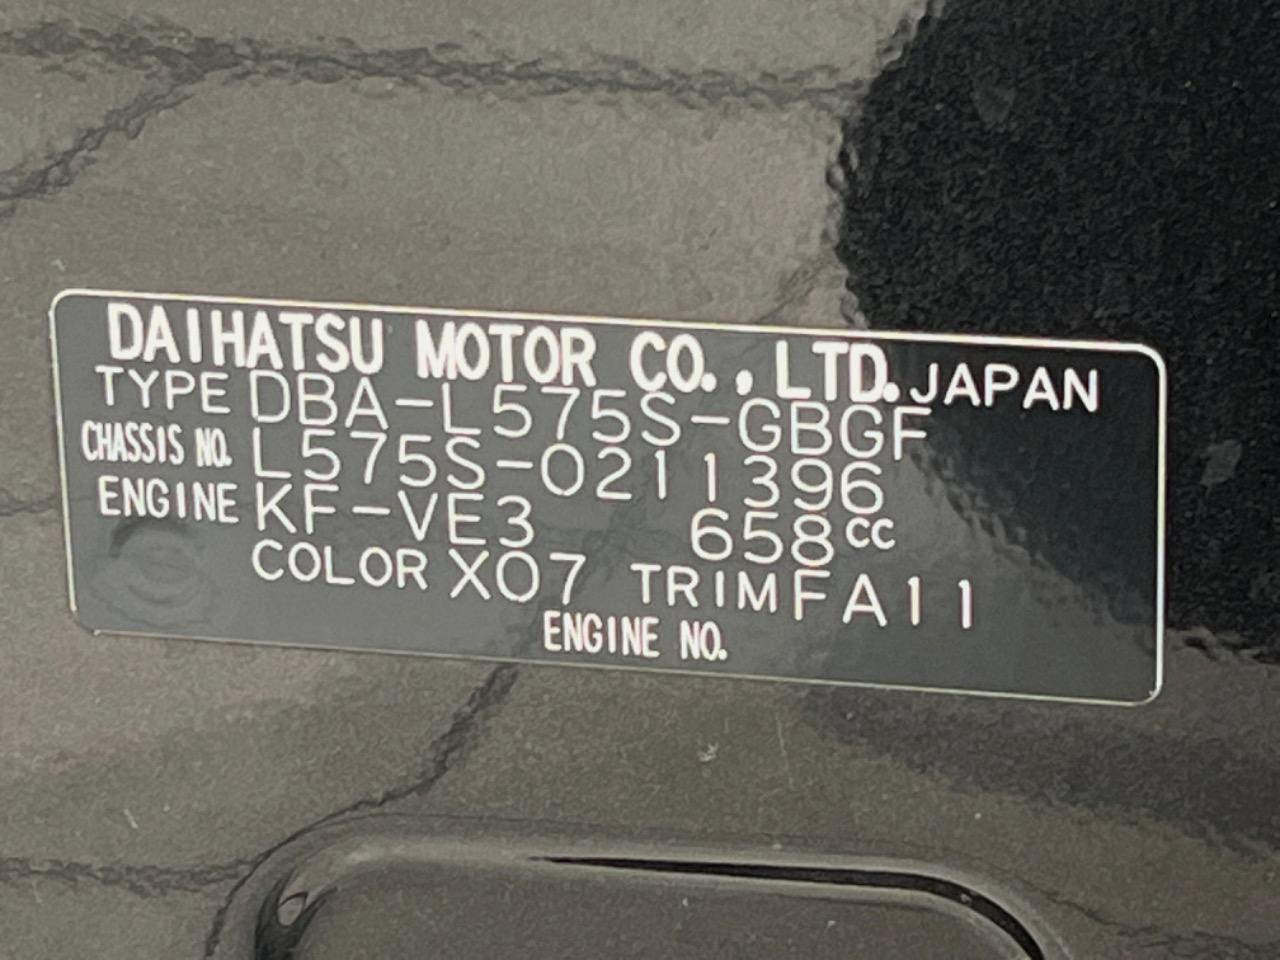 DAIHATSU MOTOR CO., LTD. JAPAN
TYPE DBA-L575S-GBGF
CHASSIS NO. L575S-0211396
ENGINE KF-VE3 658cc
COLOR X07 TRIM FA11
ENGINE NO.